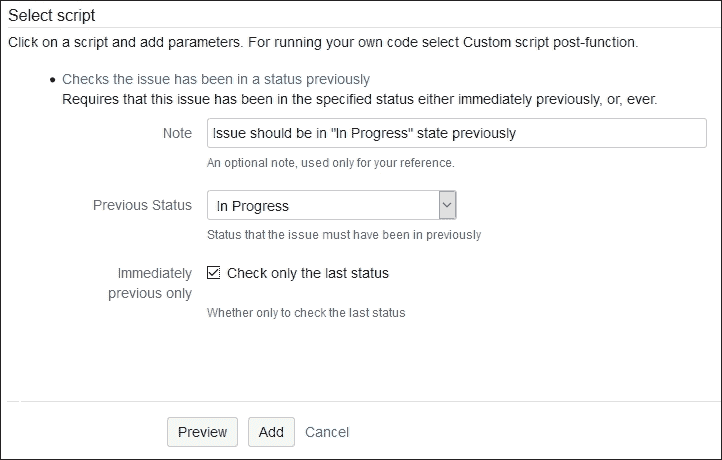 Select script
Click on a script and add parameters. For running your own code select Custom script post-function.
• Checks the issue has been in a status previously
Requires that this issue has been in the specified status either immediately previously, or, ever.
Note Issue should be in "In Progress" state previously
An optional note, used only for your reference.
Previous Status In Progress
Status that the issue must have been in previously
Immediately previous only Check only the last status
Whether only to check the last status
Preview Add Cancel